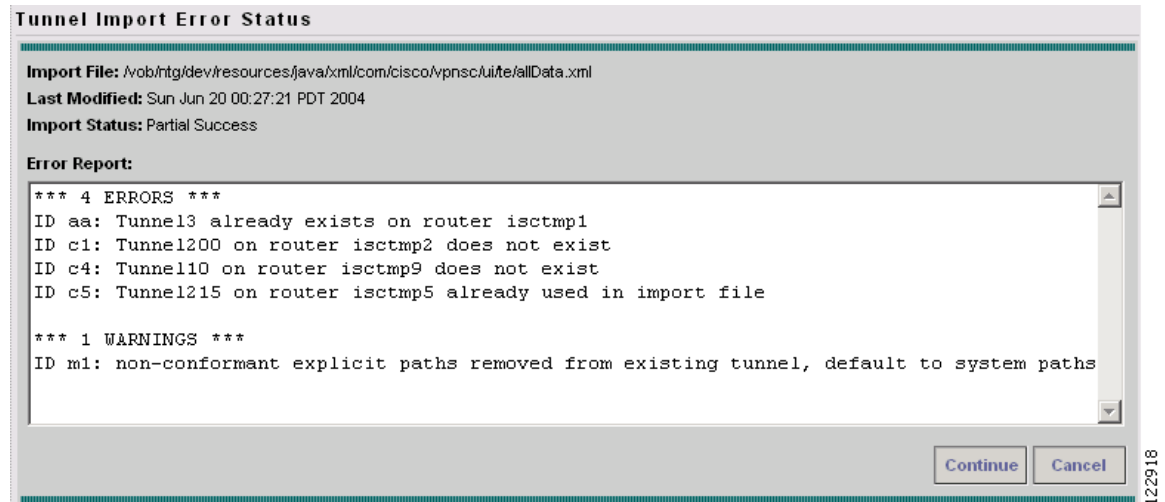 Tunnel Import Error Status
Import File: /vob/ntg/dev/resources/java/xml/com/cisco/vpnsc/ui/te/allData.xml
Last Modified: Sun Jun 20 00:27:21 PDT 2004
Import Status: Partial Success
Error Report:
*** 4 ERRORS ***
ID aa: Tunnel3 already exists on router isctmp1
ID c1: Tunnel200 on router isctmp2 does not exist
ID c4: Tunnel10 on router isctmp9 does not exist
ID c5: Tunnel215 on router isctmp5 already used in import file
*** 1 WARNINGS ***
ID m1: non-conformant explicit paths removed from existing tunnel, default to system paths
Continue Cancel
122918